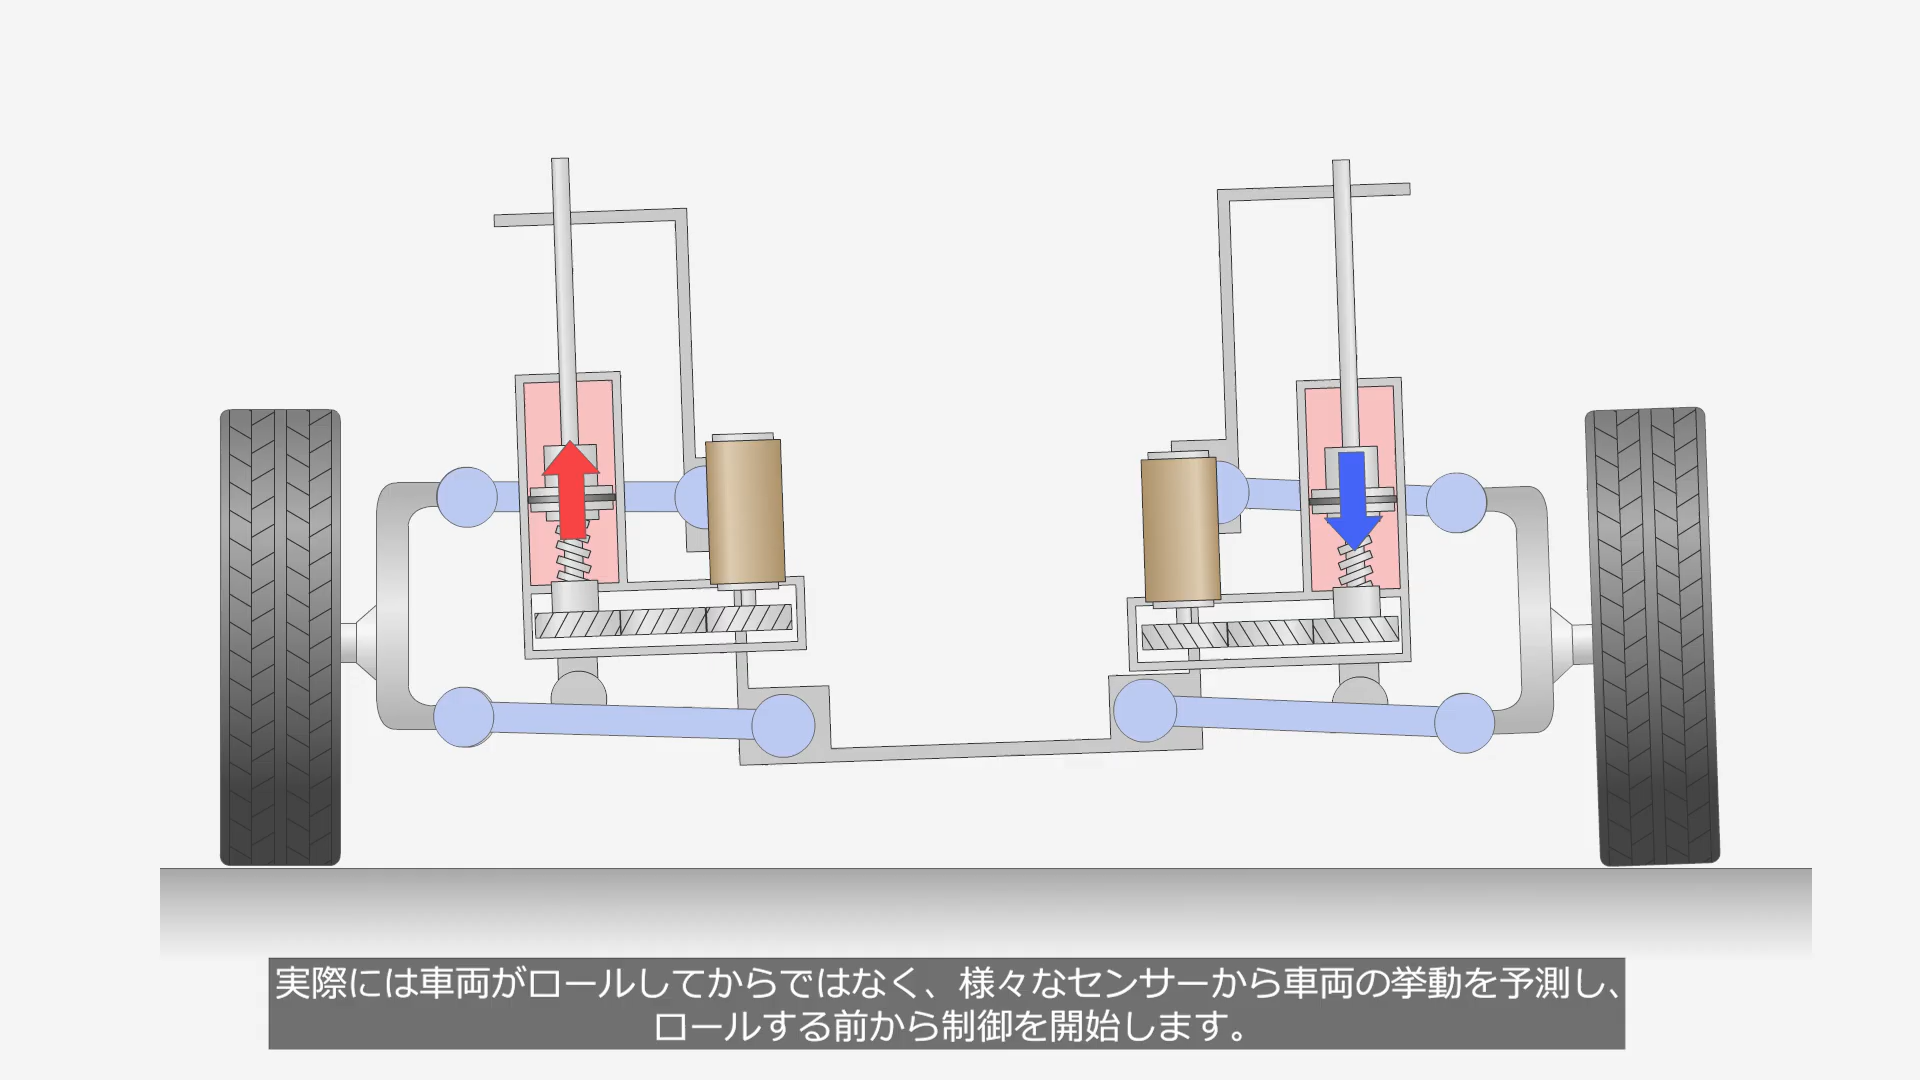 実際には車両がロールしてからではなく、様々なセンサーから車両の挙動を予測し、
ロールする前から制御を開始します。